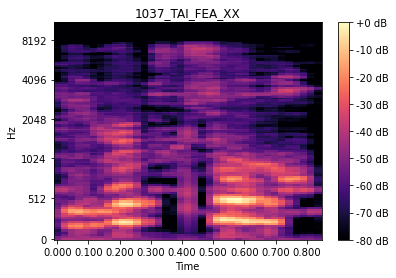 1037_TAI_FEA_XX
+0 dB
8192
-10 dB
4096
-20 dB
-30 dB
2048
Hz
-40 dB
1024
-50 dB
512
-60 dB
-70 dB
0
-80 dB
0.000 0.100 0.200 0.300 0.400 0.500 0.600 0.700 0.800
Time